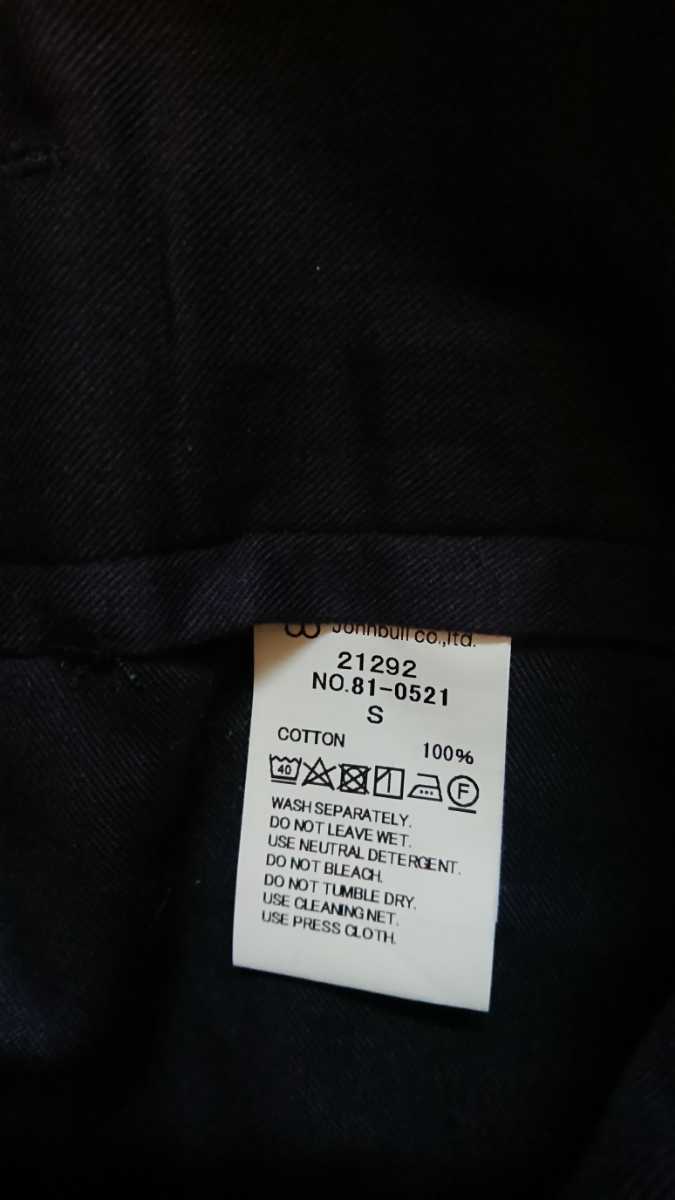 Johnbull co.,ltd.
21292
NO.81-0521
S
COTTON 100%
40 F
WASH SEPARATELY.
DO NOT LEAVE WET.
USE NEUTRAL DETERGENT.
DO NOT BLEACH.
DO NOT TUMBLE DRY.
USE CLEANING NET.
USE PRESS CLOTH.